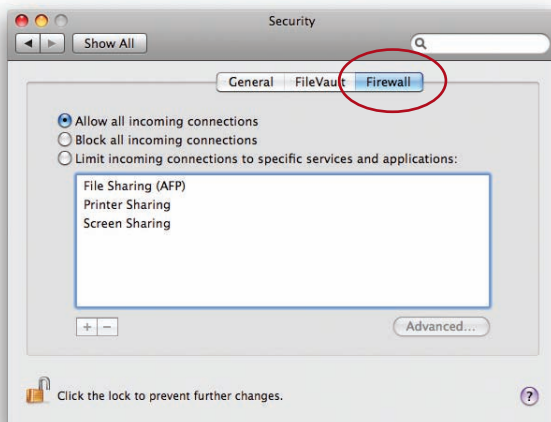 Security
Show All
General FileVault Firewall
Allow all incoming connections
Block all incoming connections
Limit incoming connections to specific services and applications:
File Sharing (AFP)
Printer Sharing
Screen Sharing
+ −
Advanced...
Click the lock to prevent further changes.
?